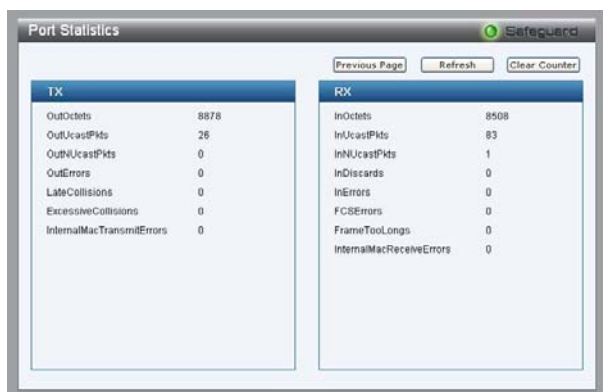 Port Statistics
Safeguard
Previous Page Refresh Clear Counter
TX
OutOctets 8878
OutUcastPkts 26
OutNUcastPkts 0
OutErrors 0
LateCollisions 0
ExcessiveCollisions 0
InternalMacTransmitErrors 0
RX
InOctets 8508
InUcastPkts 83
InNUcastPkts 1
InDiscards 0
InErrors 0
FCSErrors 0
FrameTooLongs 0
InternalMacReceiveErrors 0